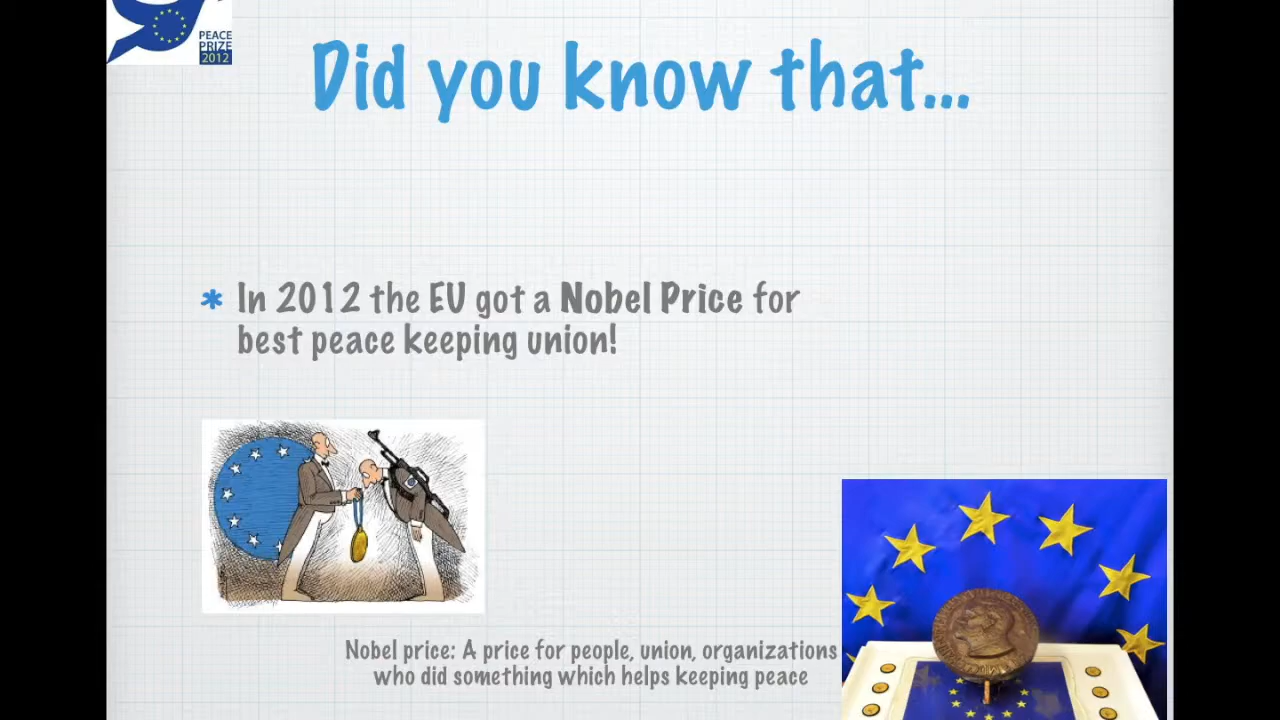 PEACE
PRIZE
2012
Did you know that...
* In 2012 the EU got a Nobel Price for
best peace keeping union!
Nobel price: A price for people, union, organizations
who did something which helps keeping peace